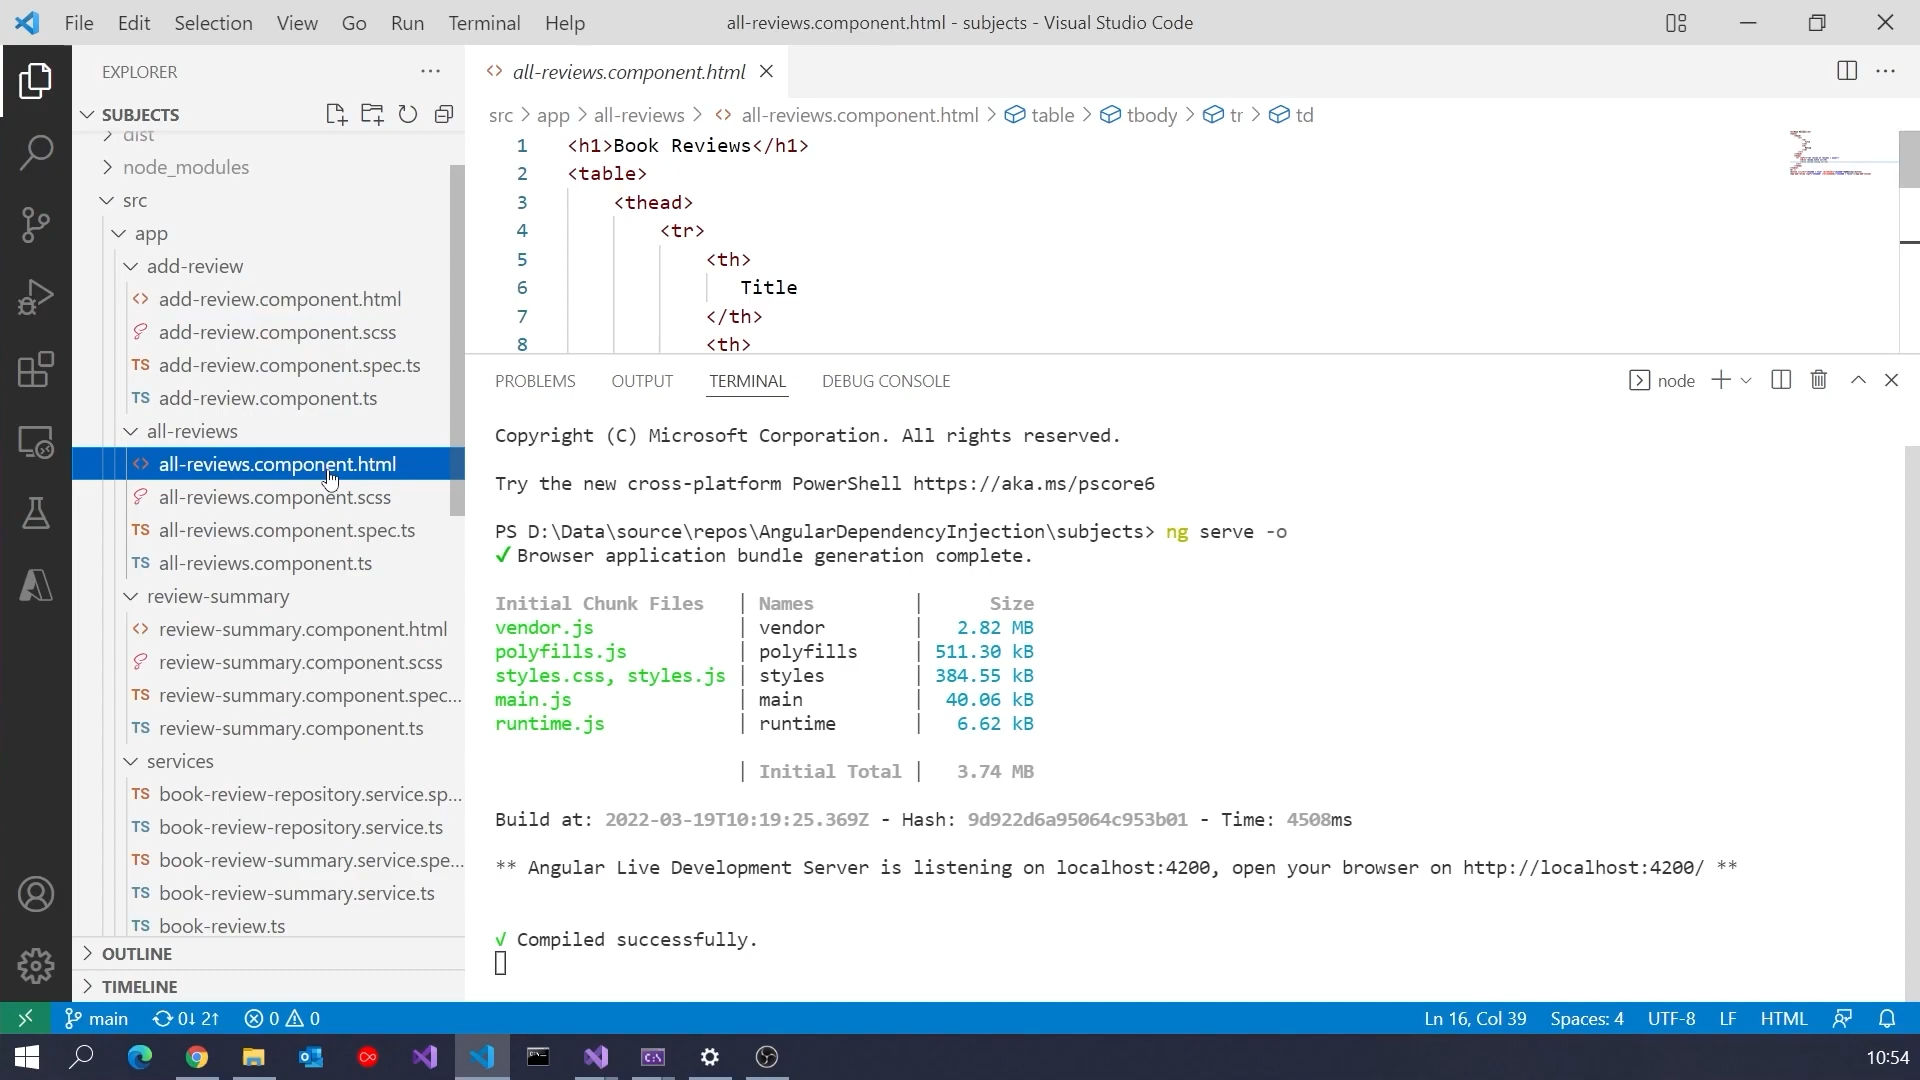 File Edit Selection View Go Run Terminal Help
all-reviews.component.html - subjects - Visual Studio Code
EXPLORER
SUBJECTS
dist
node_modules
src
app
add-review
<> add-review.component.html
add-review.component.scss
TS add-review.component.spec.ts
TS add-review.component.ts
all-reviews
<> all-reviews.component.html
all-reviews.component.scss
TS all-reviews.component.spec.ts
TS all-reviews.component.ts
review-summary
<> review-summary.component.html
review-summary.component.scss
TS review-summary.component.spec...
TS review-summary.component.ts
services
TS book-review-repository.service.sp...
TS book-review-repository.service.ts
TS book-review-summary.service.spe...
TS book-review-summary.service.ts
TS book-review.ts
OUTLINE
TIMELINE
<> all-reviews.component.html
src > app > all-reviews > <> all-reviews.component.html > table > tbody > tr > td
1 <h1>Book Reviews</h1>
2 <table>
3 <thead>
4 <tr>
5 <th>
6 Title
7 </th>
8 <th>
PROBLEMS OUTPUT TERMINAL DEBUG CONSOLE
node
Copyright (C) Microsoft Corporation. All rights reserved.
Try the new cross-platform PowerShell https://aka.ms/pscore6
PS D:\Data\source\repos\AngularDependencyInjection\subjects> ng serve -o
✓ Browser application bundle generation complete.
Initial Chunk Files | Names | Size
vendor.js | vendor | 2.82 MB
polyfills.js | polyfills | 511.30 kB
styles.css, styles.js | styles | 384.55 kB
main.js | main | 40.06 kB
runtime.js | runtime | 6.62 kB
| Initial Total | 3.74 MB
Build at: 2022-03-19T10:19:25.369Z - Hash: 9d922d6a95064c953b01 - Time: 4508ms
** Angular Live Development Server is listening on localhost:4200, open your browser on http://localhost:4200/ **
√ Compiled successfully.
main 0↓ 2↑ 0 0
Ln 16, Col 39 Spaces: 4 UTF-8 LF HTML
10:54